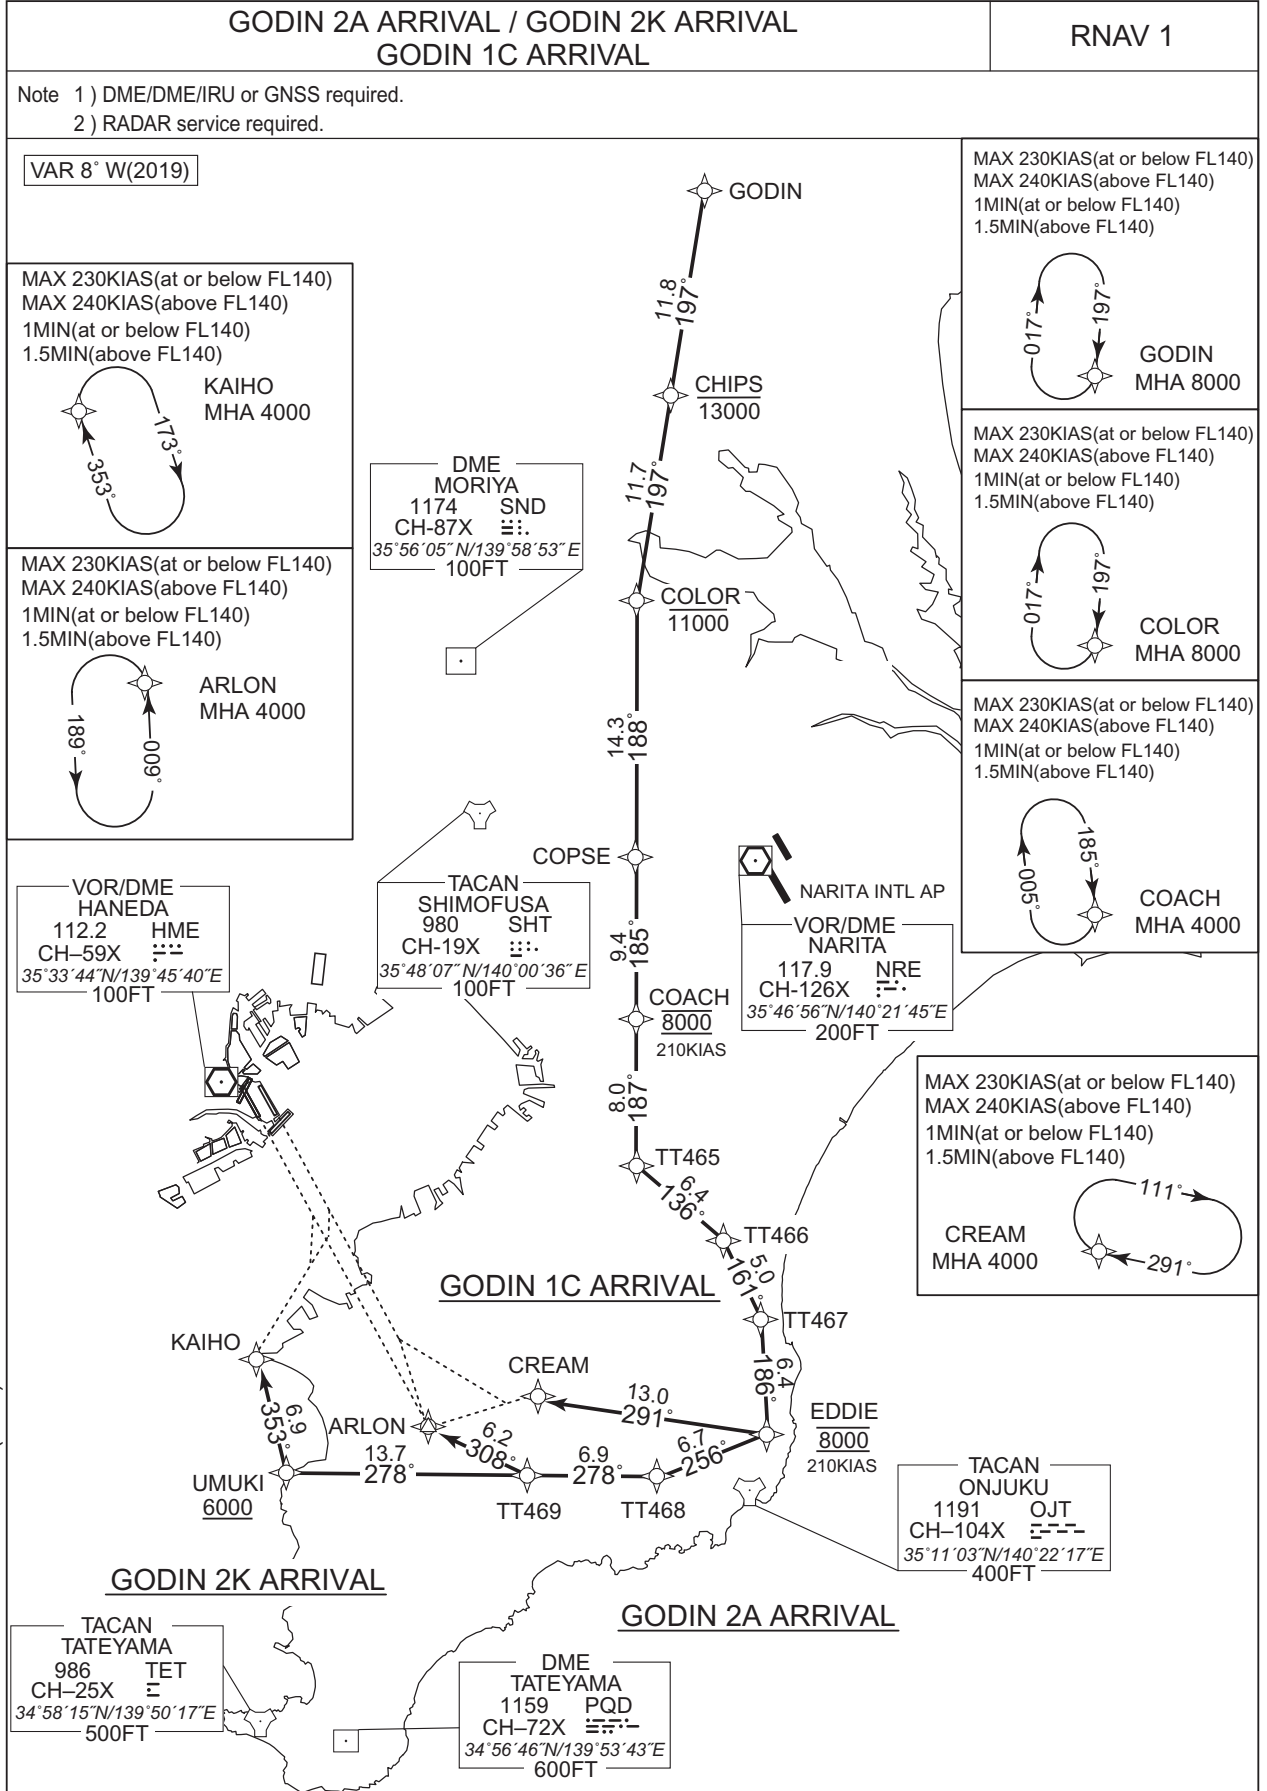 GODIN 2A ARRIVAL / GODIN 2K ARRIVAL
GODIN 1C ARRIVAL
RNAV 1
Note 1 ) DME/DME/IRU or GNSS required.
2 ) RADAR service required.
VAR 8° W(2019)
GODIN
11.8
197°
CHIPS
13000
11.7
197°
COLOR
11000
14.3
188°
COPSE
9.4
185°
COACH
8000
210KIAS
8.0
187°
TT465
6.4
136°
TT466
5.0
161°
TT467
6.4
186°
EDDIE
8000
210KIAS
13.0
291°
CREAM
6.7
256°
TT468
6.9
278°
TT469
6.2
308°
ARLON
13.7
278°
UMUKI
6000
6.9
353°
KAIHO
GODIN 1C ARRIVAL
GODIN 2K ARRIVAL
GODIN 2A ARRIVAL
MAX 230KIAS(at or below FL140)
MAX 240KIAS(above FL140)
1MIN(at or below FL140)
1.5MIN(above FL140)
KAIHO
MHA 4000
173°
353°
MAX 230KIAS(at or below FL140)
MAX 240KIAS(above FL140)
1MIN(at or below FL140)
1.5MIN(above FL140)
ARLON
MHA 4000
189°
009°
MAX 230KIAS(at or below FL140)
MAX 240KIAS(above FL140)
1MIN(at or below FL140)
1.5MIN(above FL140)
017°
197°
GODIN
MHA 8000
MAX 230KIAS(at or below FL140)
MAX 240KIAS(above FL140)
1MIN(at or below FL140)
1.5MIN(above FL140)
017°
197°
COLOR
MHA 8000
MAX 230KIAS(at or below FL140)
MAX 240KIAS(above FL140)
1MIN(at or below FL140)
1.5MIN(above FL140)
005°
185°
COACH
MHA 4000
MAX 230KIAS(at or below FL140)
MAX 240KIAS(above FL140)
1MIN(at or below FL140)
1.5MIN(above FL140)
111°
291°
CREAM
MHA 4000
DME
MORIYA
1174 SND
CH-87X
35°56´05˝N/139°58´53˝E
100FT
VOR/DME
HANEDA
112.2 HME
CH–59X
35°33´44˝N/139°45´40˝E
100FT
TACAN
SHIMOFUSA
980 SHT
CH-19X
35°48´07˝N/140°00´36˝E
100FT
NARITA INTL AP
VOR/DME
NARITA
117.9 NRE
CH-126X
35°46´56˝N/140°21´45˝E
200FT
TACAN
ONJUKU
1191 OJT
CH–104X
35°11´03˝N/140°22´17˝E
400FT
TACAN
TATEYAMA
986 TET
CH–25X
34°58´15˝N/139°50´17˝E
500FT
DME
TATEYAMA
1159 PQD
CH–72X
34°56´46˝N/139°53´43˝E
600FT